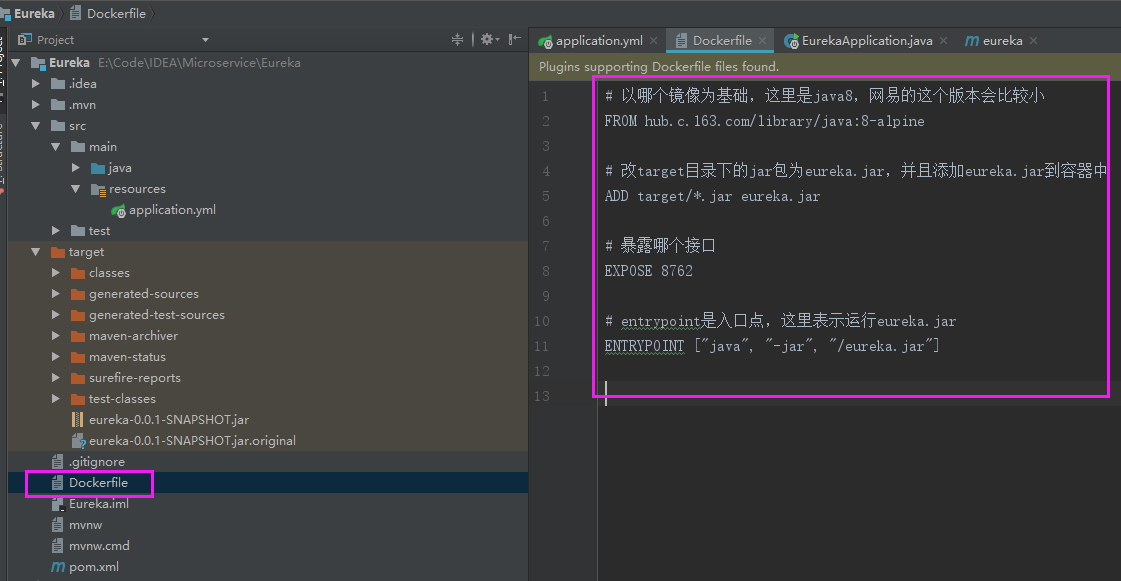 Eureka Dockerfile
Project
Eureka E:\Code\IDEA\Microservice\Eureka
.idea
.mvn
src
main
java
resources
application.yml
test
target
classes
generated-sources
generated-test-sources
maven-archiver
maven-status
surefire-reports
test-classes
eureka-0.0.1-SNAPSHOT.jar
eureka-0.0.1-SNAPSHOT.jar.original
.gitignore
Dockerfile
Eureka.iml
mvnw
mvnw.cmd
pom.xml
application.yml Dockerfile EurekaApplication.java eureka
Plugins supporting Dockerfile files found.
1 # 以哪个镜像为基础，这里是java8，网易的这个版本会比较小
2 FROM hub.c.163.com/library/java:8-alpine
3
4 # 改target目录下的jar包为eureka.jar，并且添加eureka.jar到容器中
5 ADD target/*.jar eureka.jar
6
7 # 暴露哪个接口
8 EXPOSE 8762
9
10 # entrypoint是入口点，这里表示运行eureka.jar
11 ENTRYPOINT ["java", "-jar", "/eureka.jar"]
12
13